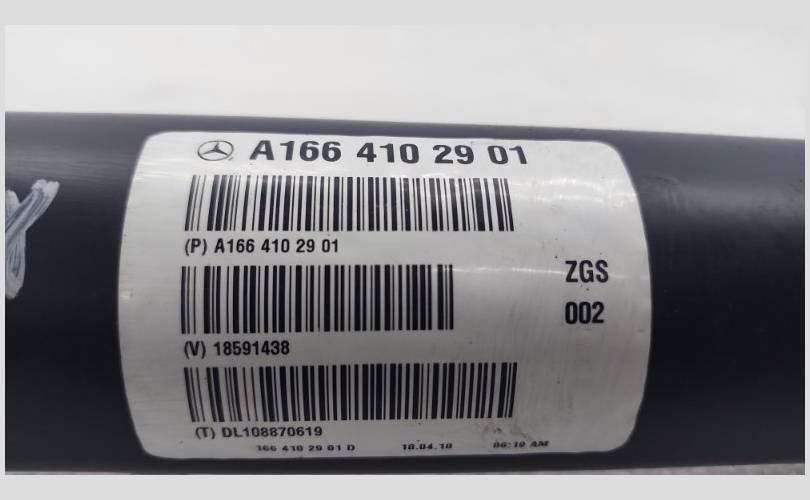 A166 410 29 01
(P) A166 410 29 01
ZGS
002
(V) 18591438
(T) DL108870619
166 410 29 01 D 18.04.18 06:19 AM